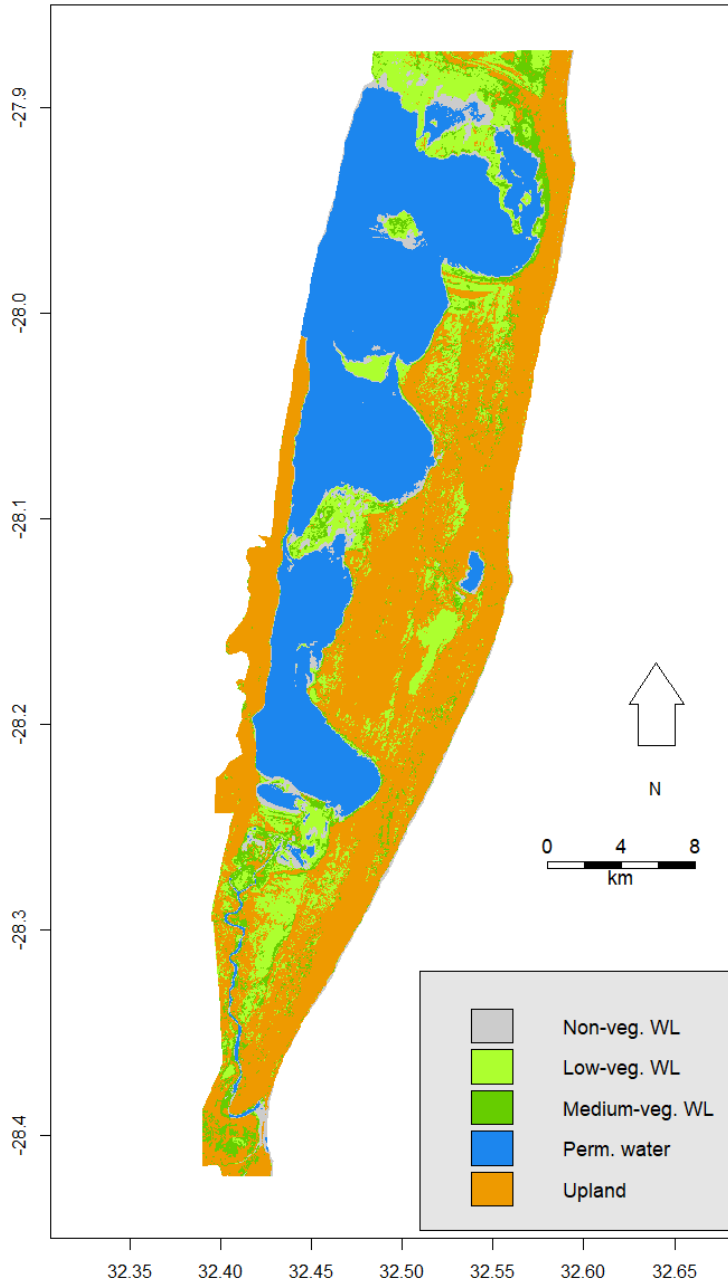 -27.9
-28.0
-28.1
-28.2
-28.3
-28.4
N
0 4 8
km
Non-veg. WL
Low-veg. WL
Medium-veg. WL
Perm. water
Upland
32.35 32.40 32.45 32.50 32.55 32.60 32.65